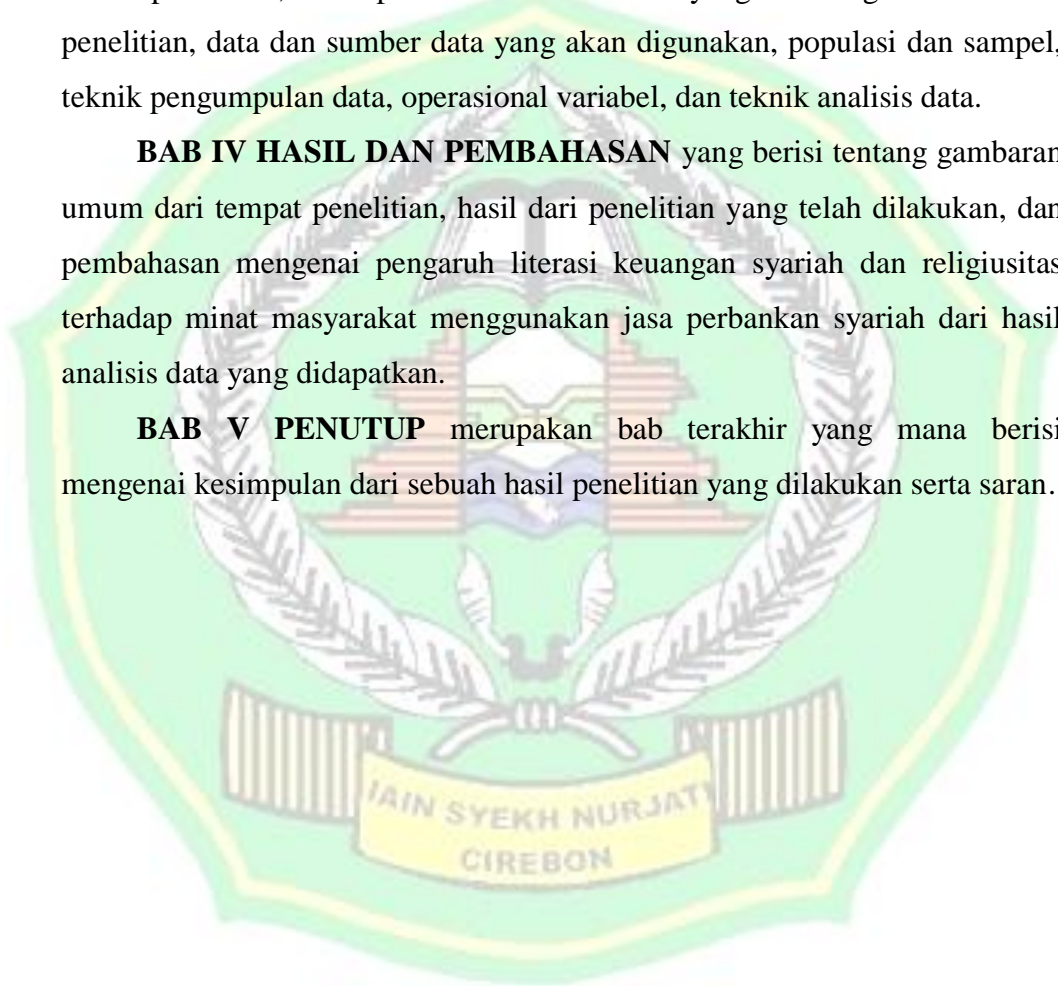 penelitian, data dan sumber data yang akan digunakan, populasi dan sampel,
teknik pengumpulan data, operasional variabel, dan teknik analisis data.
BAB IV HASIL DAN PEMBAHASAN yang berisi tentang gambaran
umum dari tempat penelitian, hasil dari penelitian yang telah dilakukan, dan
pembahasan mengenai pengaruh literasi keuangan syariah dan religiusitas
terhadap minat masyarakat menggunakan jasa perbankan syariah dari hasil
analisis data yang didapatkan.
BAB V PENUTUP merupakan bab terakhir yang mana berisi
mengenai kesimpulan dari sebuah hasil penelitian yang dilakukan serta saran.
IAIN SYEKH NURJATI
CIREBON